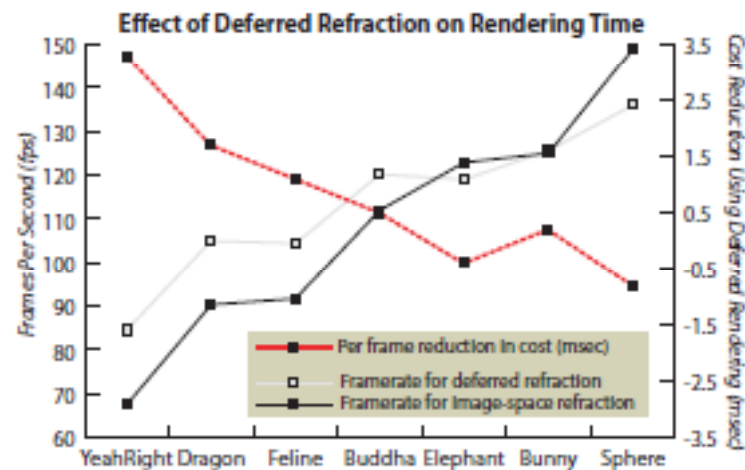 Effect of Deferred Refraction on Rendering Time
Frames Per Second (fps)
150
140
130
120
110
100
90
80
70
60
3.5
2.5
1.5
0.5
-0.5
-1.5
-2.5
-3.5
Cost Reduction Using Deferred Rendering (msec)
Per frame reduction in cost (msec)
Framerate for deferred refraction
Framerate for image-space refraction
YeahRight Dragon Feline Buddha Elephant Bunny Sphere